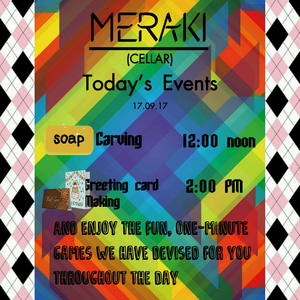 MERAKI
(CELLAR)
Today's Events
17.09.17
soap Carving 12:00 noon
Greeting card 2:00 PM
Making
AND ENJOY THE FUN, ONE-MINUTE
GAMES WE HAVE DEVISED FOR YOU
THROUGHOUT THE DAY